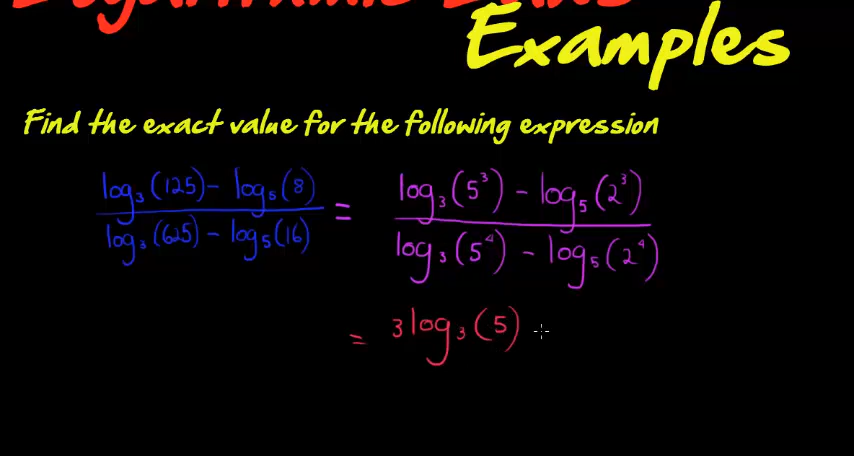 Examples
Find the exact value for the following expression
log₃(125) - log₅(8) / log₃(625) - log₅(16) = log₃(5³) - log₅(2³) / log₃(5⁴) - log₅(2⁴)
= 3log₃(5)